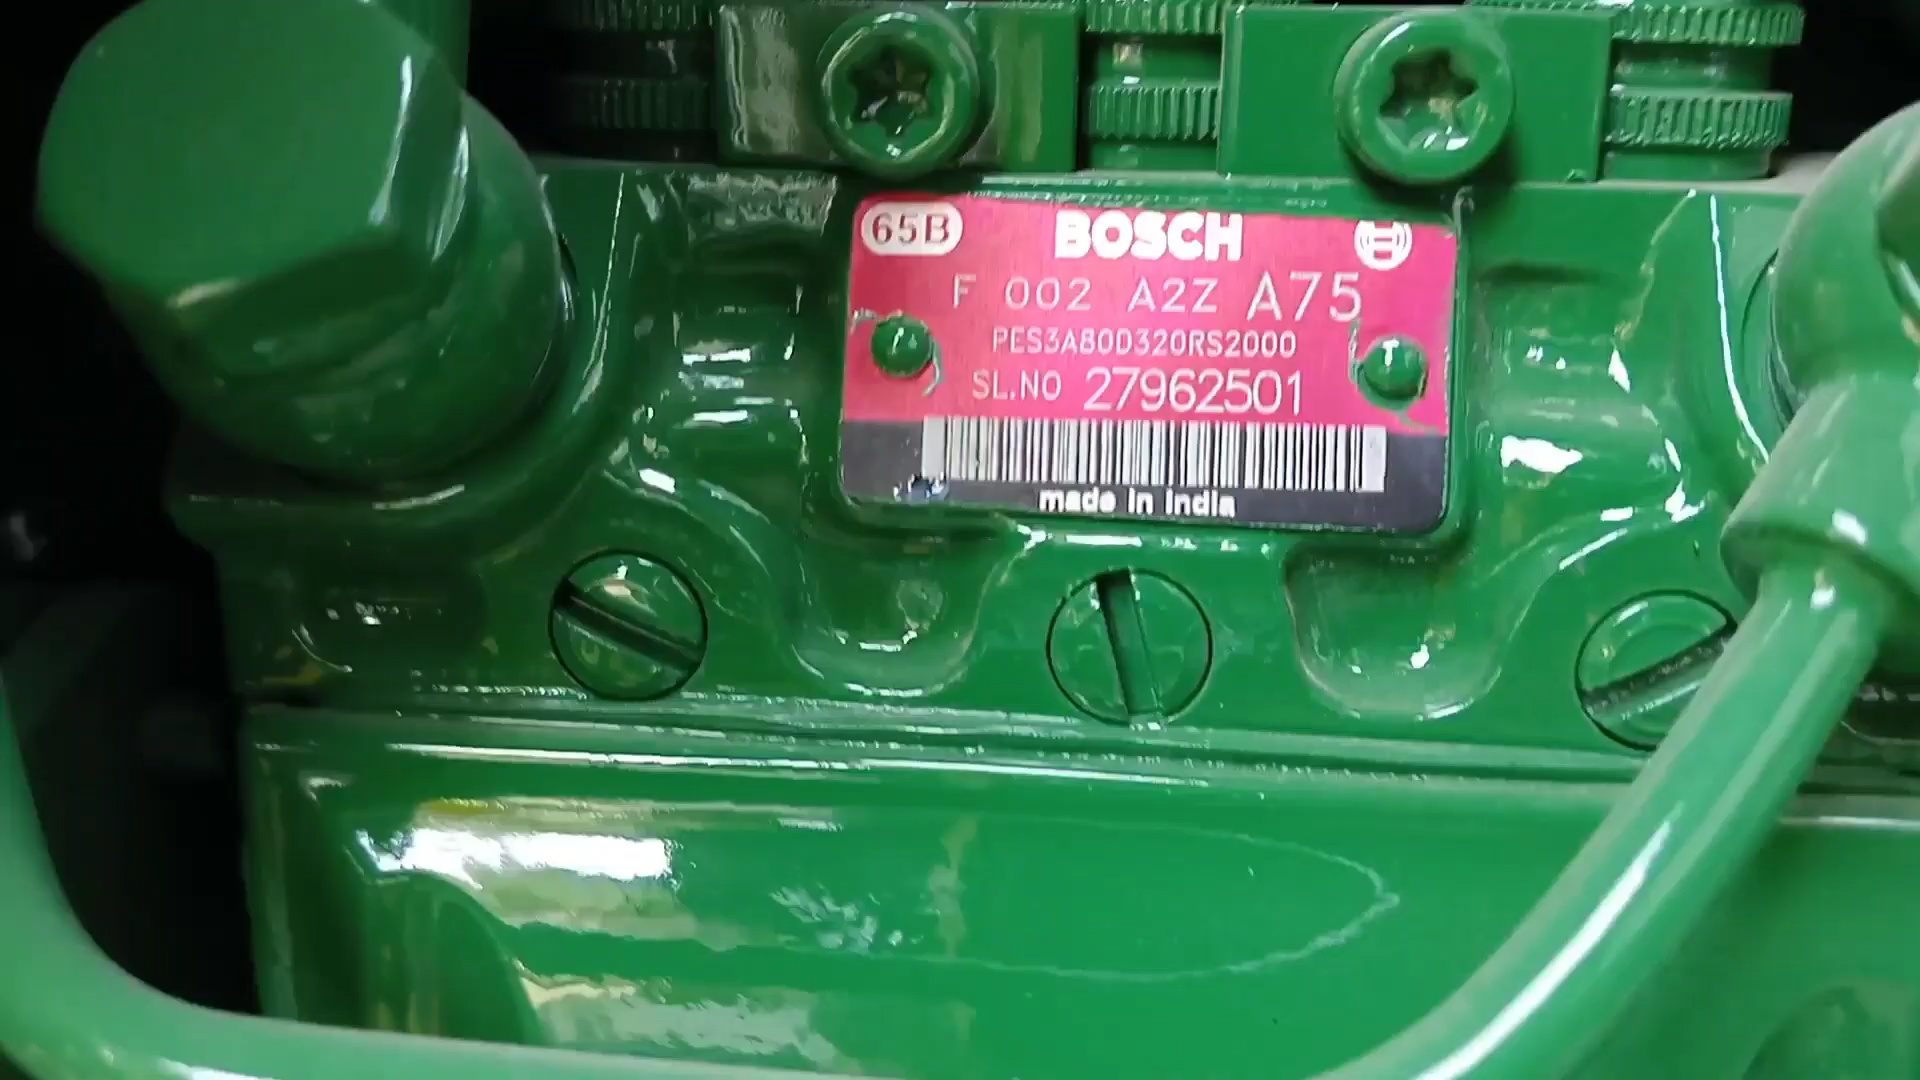 65B BOSCH
F 002 A2Z A75
PES3A80D320RS2000
SL.NO 27962501
made in india